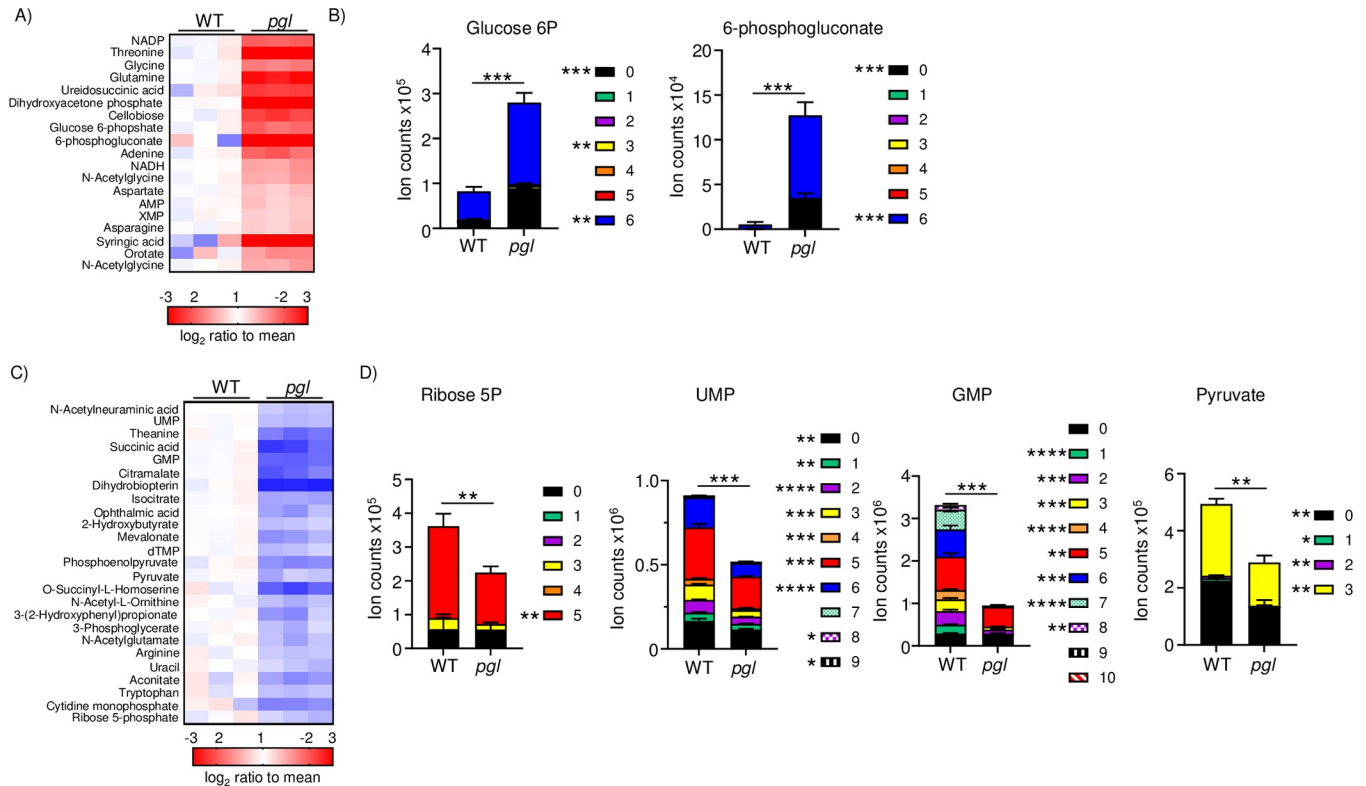 A)
WT
pgl
NADP
Threonine
Glycine
Glutamine
Ureidosuccinic acid
Dihydroxyacetone phosphate
Cellobiose
Glucose 6-phopshate
6-phosphogluconate
Adenine
NADH
N-Acetylglycine
Aspartate
AMP
XMP
Asparagine
Syringic acid
Orotate
N-Acetylglycine
-3 2 1 -2 3
log2 ratio to mean
B)
Glucose 6P
Ion counts x10^5
4
3
2
1
0
***
WT pgl
*** 0
1
2
** 3
4
5
** 6
6-phosphogluconate
Ion counts x10^4
20
15
10
5
0
***
WT pgl
*** 0
1
2
3
4
5
*** 6
C)
WT
pgl
N-Acetylneuraminic acid
UMP
Theanine
Succinic acid
GMP
Citramalate
Dihydrobiopterin
Isocitrate
Ophthalmic acid
2-Hydroxybutyrate
Mevalonate
dTMP
Phosphoenolpyruvate
Pyruvate
O-Succinyl-L-Homoserine
N-Acetyl-L-Ornithine
3-(2-Hydroxyphenyl)propionate
3-Phosphoglycerate
N-Acetylglutamate
Arginine
Uracil
Aconitate
Tryptophan
Cytidine monophosphate
Ribose 5-phosphate
-3 2 1 -2 3
log2 ratio to mean
D)
Ribose 5P
Ion counts x10^5
5
4
3
2
1
0
**
WT pgl
0
1
2
3
4
** 5
UMP
Ion counts x10^6
1.0
0.5
0
***
WT pgl
** 0
** 1
**** 2
*** 3
*** 4
*** 5
**** 6
7
* 8
* 9
GMP
Ion counts x10^6
4
3
2
1
0
***
WT pgl
0
**** 1
*** 2
*** 3
**** 4
** 5
*** 6
**** 7
** 8
9
10
Pyruvate
Ion counts x10^6
6
4
2
0
**
WT pgl
** 0
* 1
** 2
** 3